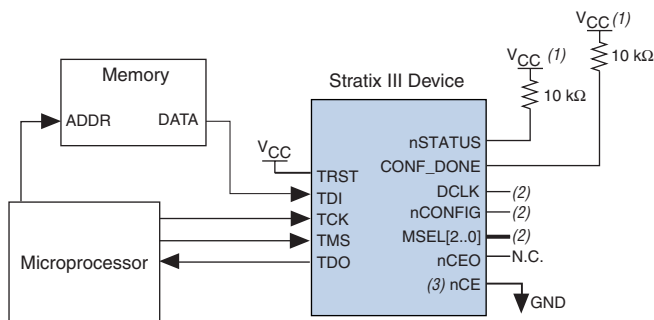 V_CC (1)
V_CC (1)
10 kΩ
10 kΩ
Memory
ADDR
DATA
Stratix III Device
V_CC
TRST
TDI
TCK
TMS
TDO
nSTATUS
CONF_DONE
DCLK
(2)
nCONFIG
(2)
MSEL[2..0]
(2)
nCEO
N.C.
(3) nCE
GND
Microprocessor